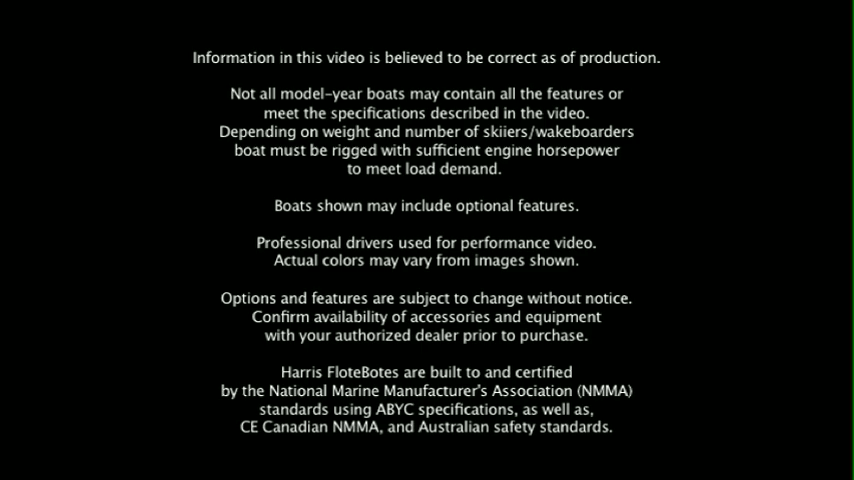 Information in this video is believed to be correct as of production.
Not all model-year boats may contain all the features or
meet the specifications described in the video.
Depending on weight and number of skiiers/wakeboarders
boat must be rigged with sufficient engine horsepower
to meet load demand.
Boats shown may include optional features.
Professional drivers used for performance video.
Actual colors may vary from images shown.
Options and features are subject to change without notice.
Confirm availability of accessories and equipment
with your authorized dealer prior to purchase.
Harris FloteBotes are built to and certified
by the National Marine Manufacturer's Association (NMMA)
standards using ABYC specifications, as well as,
CE Canadian NMMA, and Australian safety standards.